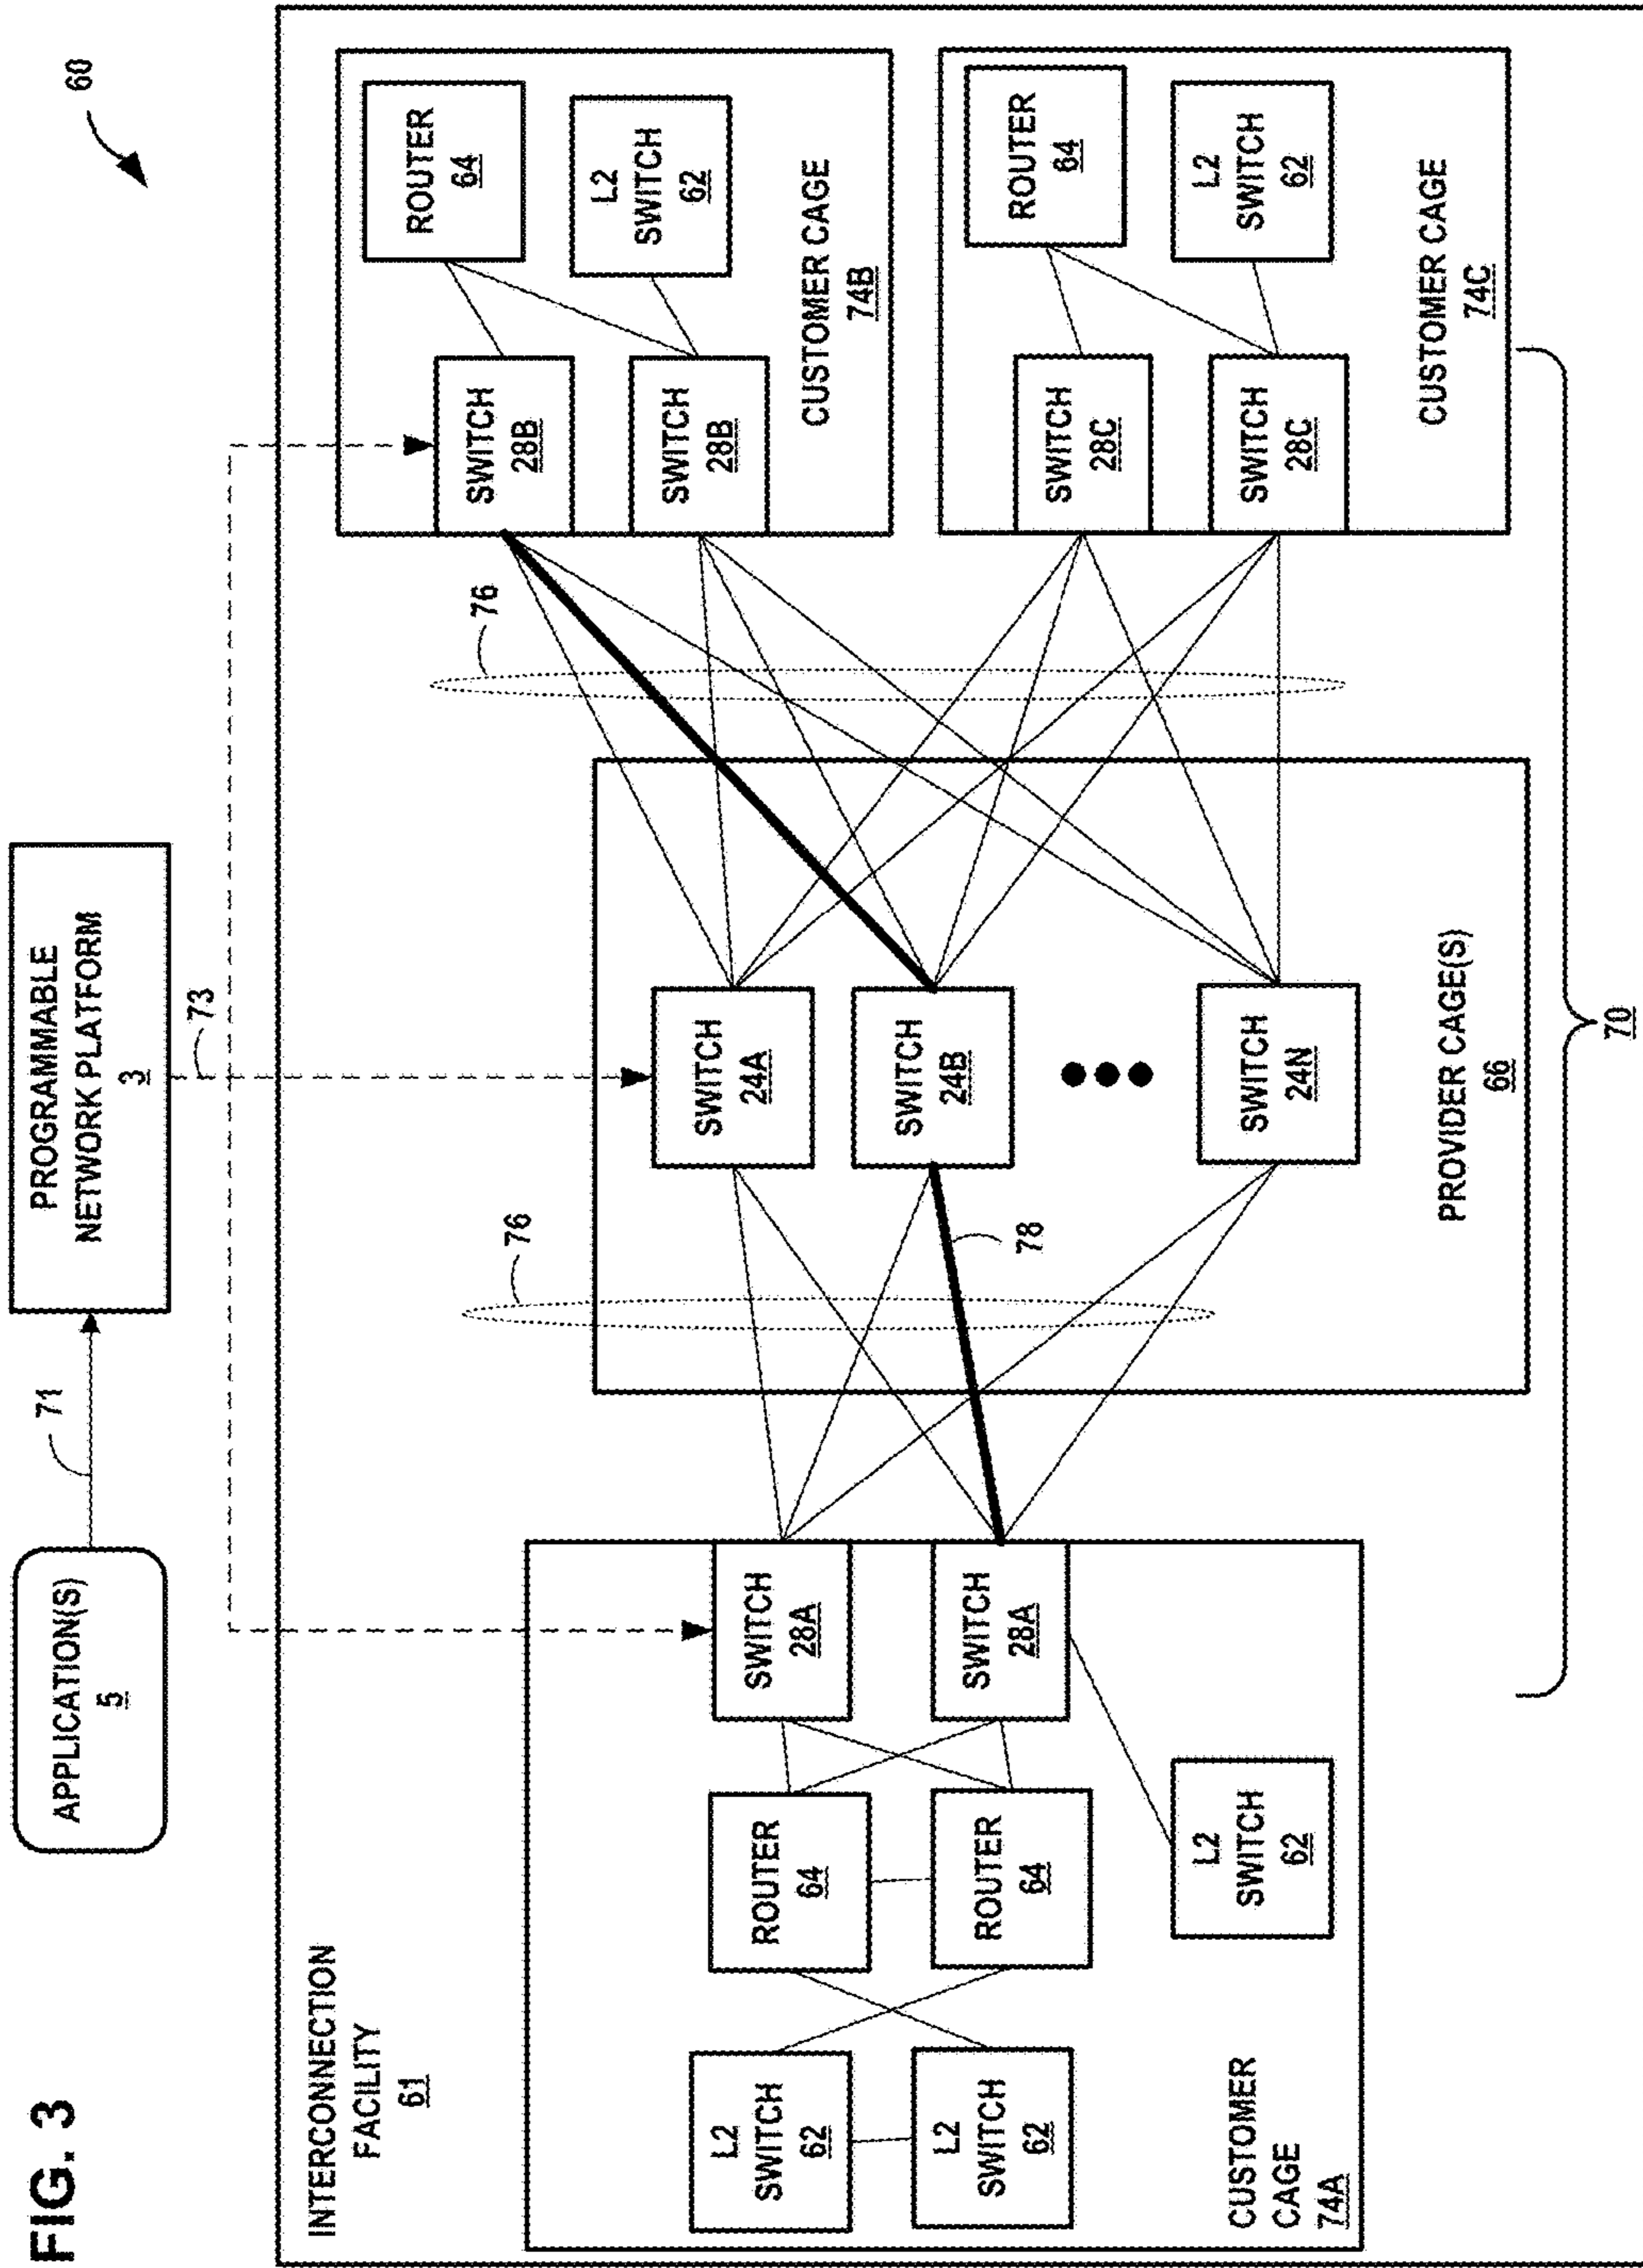 FIG. 3
60
APPLICATION(S)
5
71
PROGRAMMABLE
NETWORK PLATFORM
3
73
INTERCONNECTION
FACILITY
61
L2
SWITCH
62
L2
SWITCH
62
ROUTER
64
ROUTER
64
L2
SWITCH
62
SWITCH
28A
SWITCH
28A
CUSTOMER
CAGE
74A
76
78
SWITCH
24A
SWITCH
24B
SWITCH
24N
PROVIDER CAGE(S)
66
76
SWITCH
28B
SWITCH
28B
ROUTER
64
L2
SWITCH
62
CUSTOMER CAGE
74B
SWITCH
28C
SWITCH
28C
ROUTER
64
L2
SWITCH
62
CUSTOMER CAGE
74C
70